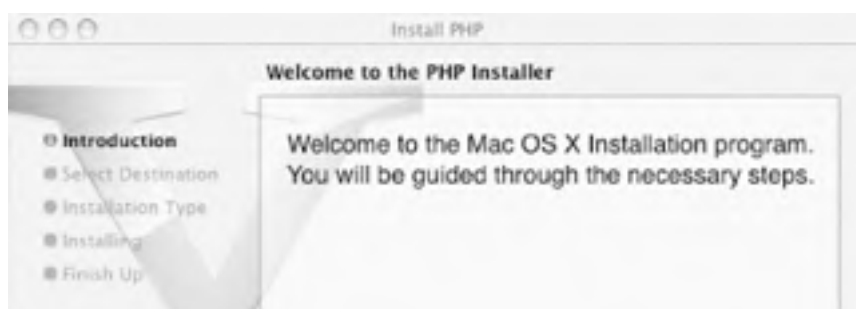 Install PHP
Welcome to the PHP Installer
Introduction
Select Destination
Installation Type
Installing
Finish Up
Welcome to the Mac OS X Installation program.
You will be guided through the necessary steps.